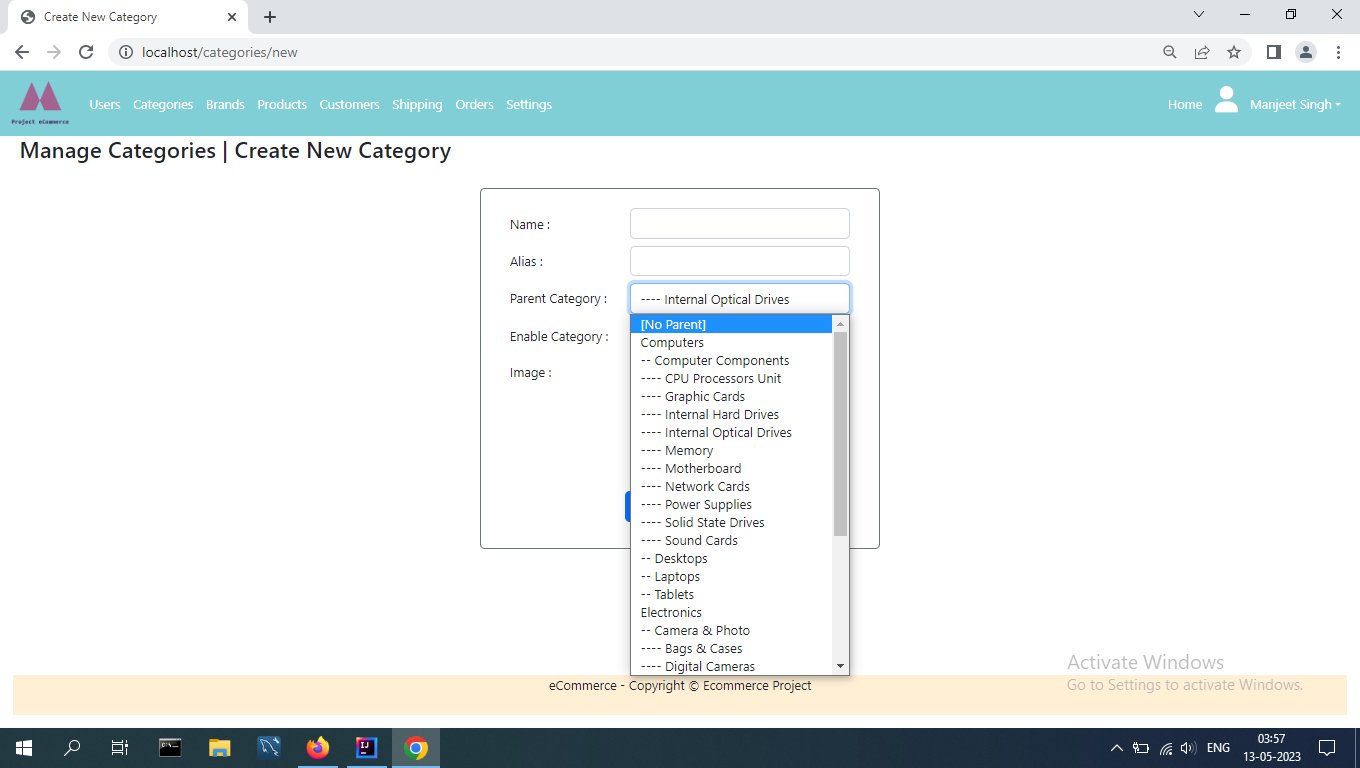 Create New Category
localhost/categories/new
Project eCommerce
Users Categories Brands Products Customers Shipping Orders Settings
Home Manjeet Singh
Manage Categories | Create New Category
Name :
Alias :
Parent Category : ---- Internal Optical Drives
Enable Category :
Image :
[No Parent]
Computers
-- Computer Components
---- CPU Processors Unit
---- Graphic Cards
---- Internal Hard Drives
---- Internal Optical Drives
---- Memory
---- Motherboard
---- Network Cards
---- Power Supplies
---- Solid State Drives
---- Sound Cards
-- Desktops
-- Laptops
-- Tablets
Electronics
-- Camera & Photo
---- Bags & Cases
---- Digital Cameras
Activate Windows
Go to Settings to activate Windows.
eCommerce - Copyright © Ecommerce Project
ENG
03:57
13-05-2023